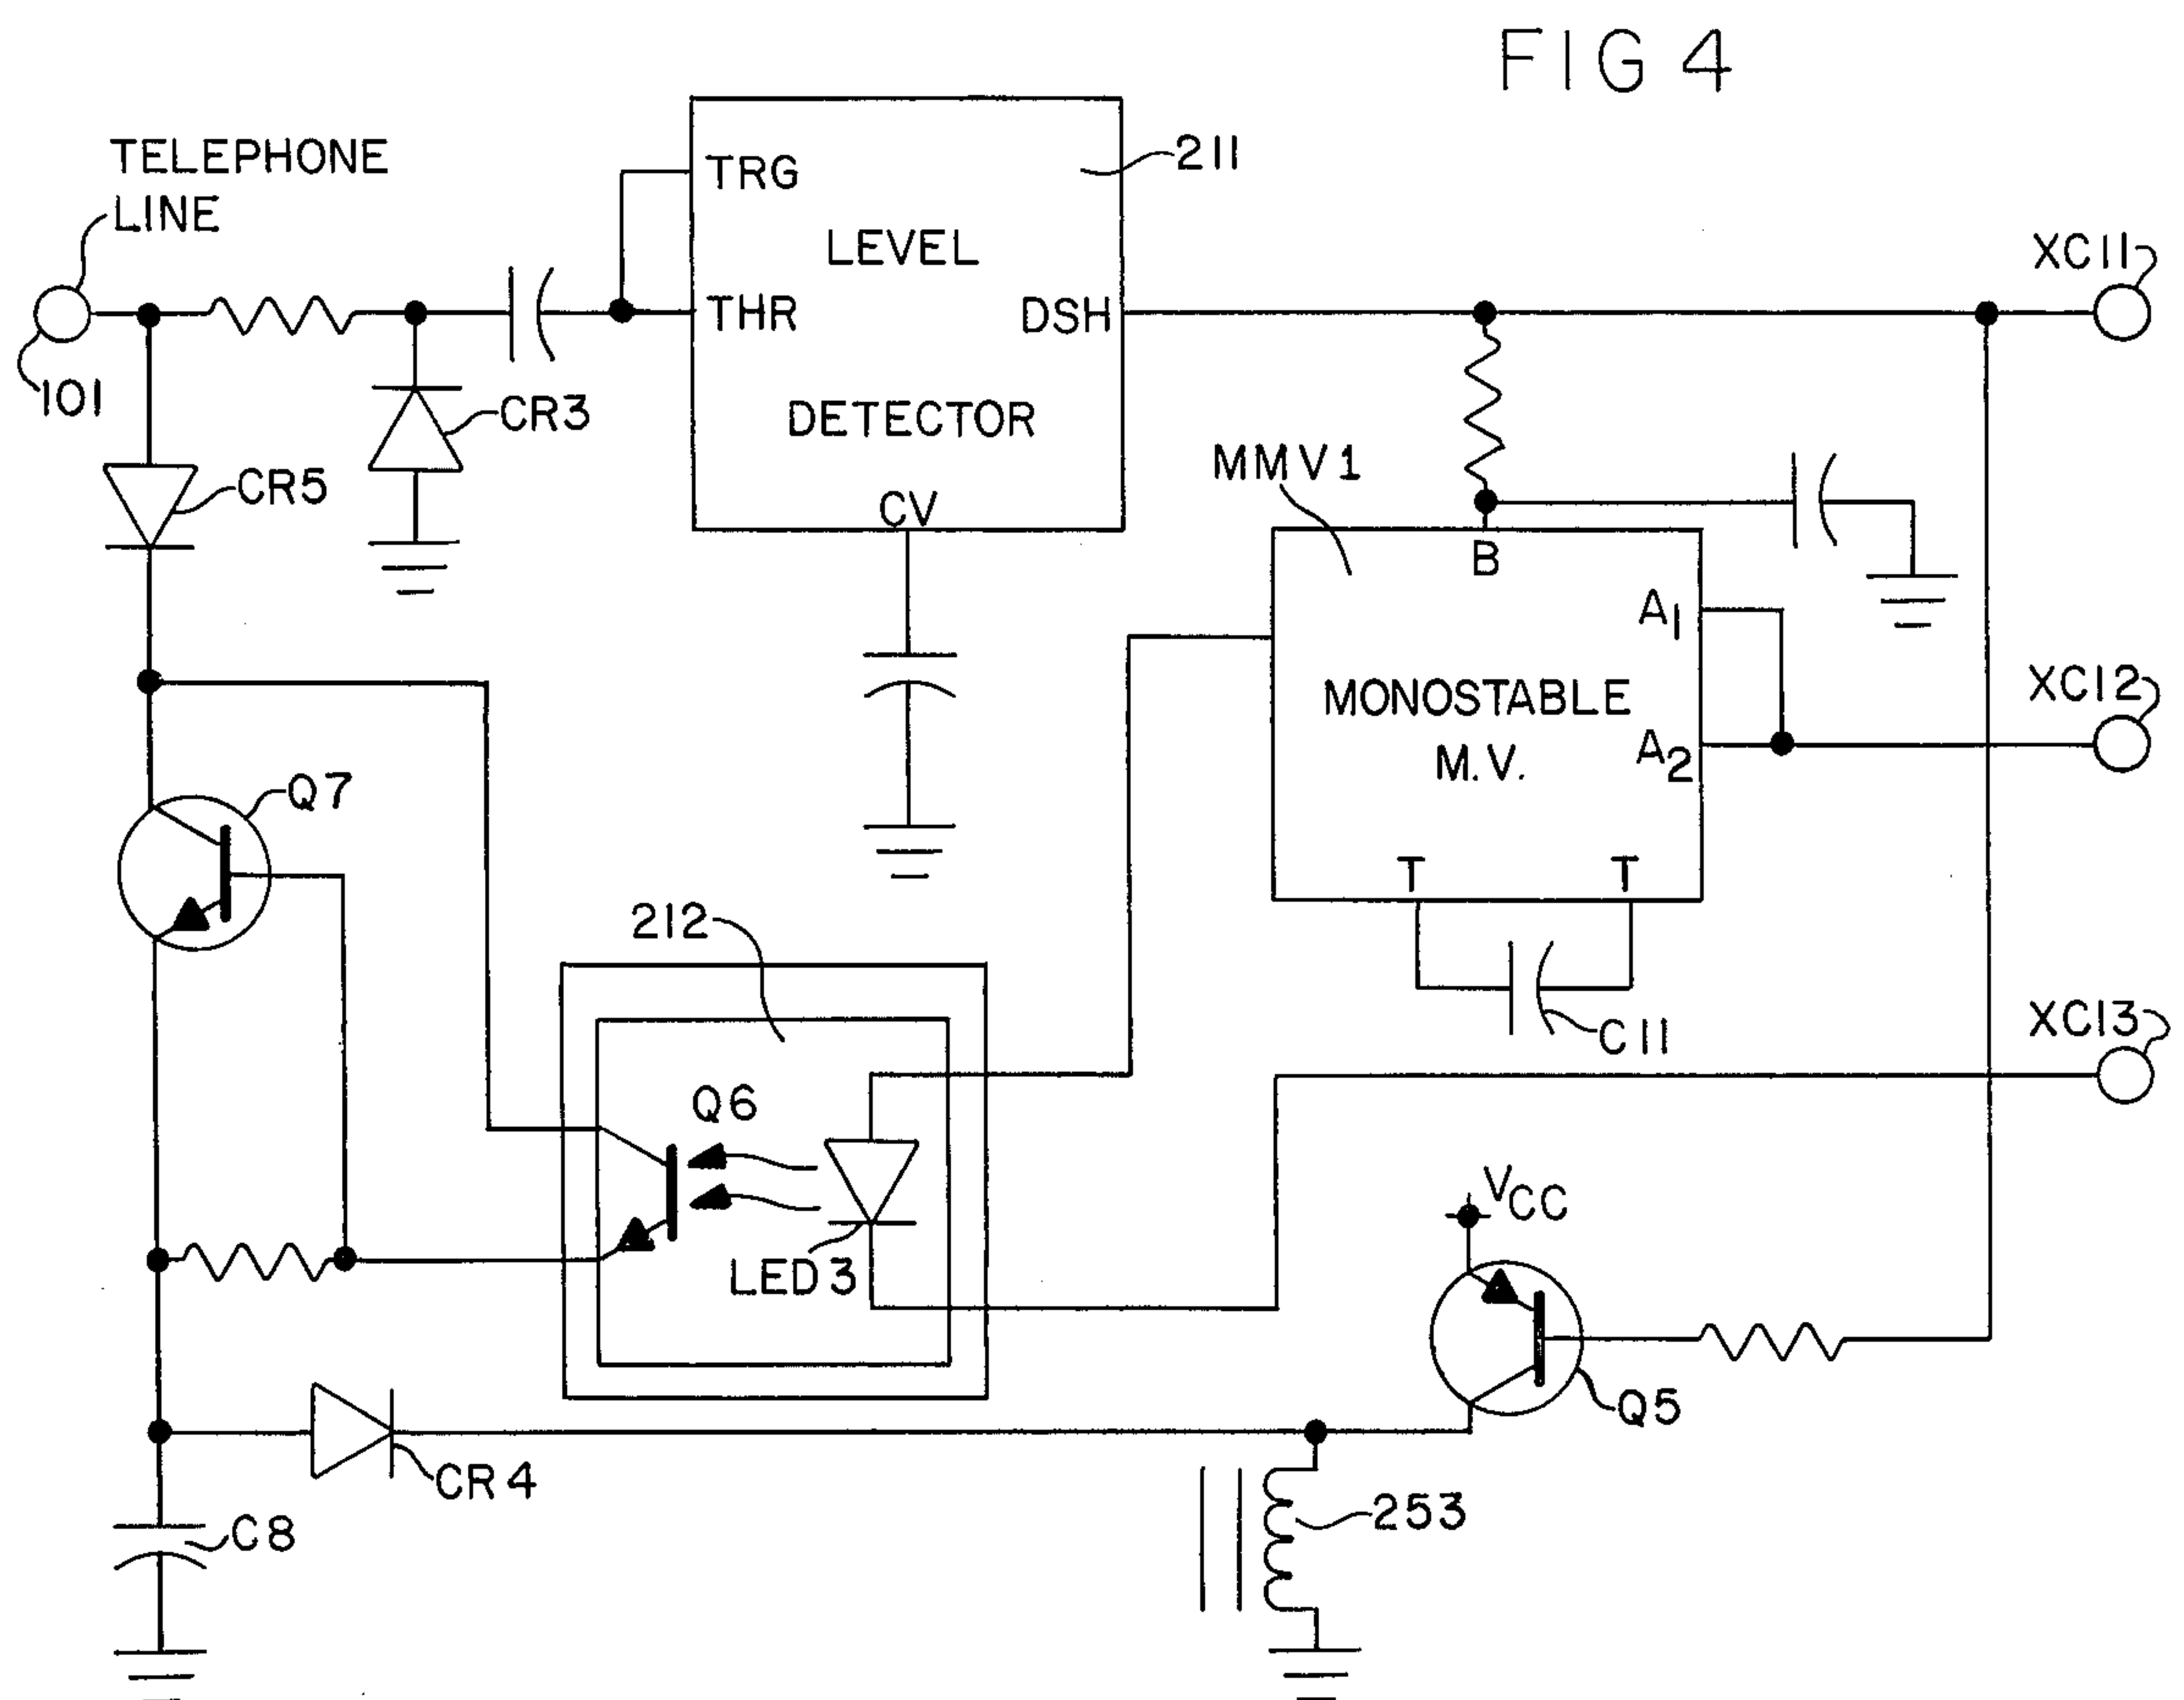 FIG 4
TELEPHONE
LINE
101
TRG
THR
LEVEL
DETECTOR
DSH
CV
211
XC11
CR3
CR5
MMV1
B
A1
A2
MONOSTABLE
M.V.
T
T
XC12
Q7
212
C11
XC13
Q6
LED3
VCC
Q5
CR4
C8
253